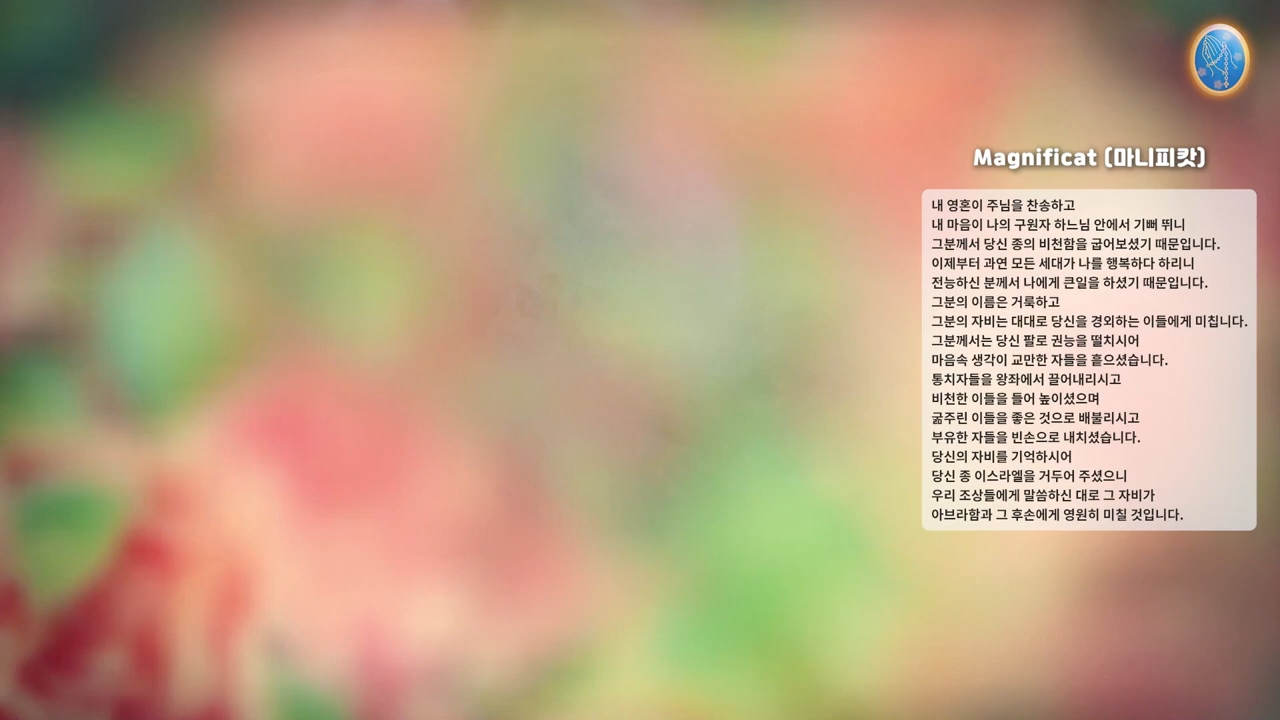 Magnificat (마니피캇)
내 영혼이 주님을 찬송하고
내 마음이 나의 구원자 하느님 안에서 기뻐 뛰니
그분께서 당신 종의 비천함을 굽어보셨기 때문입니다.
이제부터 과연 모든 세대가 나를 행복하다 하리니
전능하신 분께서 나에게 큰일을 하셨기 때문입니다.
그분의 이름은 거룩하고
그분의 자비는 대대로 당신을 경외하는 이들에게 미칩니다.
그분께서는 당신 팔로 권능을 떨치시어
마음속 생각이 교만한 자들을 흩으셨습니다.
통치자들을 왕좌에서 끌어내리시고
비천한 이들을 들어 높이셨으며
굶주린 이들을 좋은 것으로 배불리시고
부유한 자들을 빈손으로 내치셨습니다.
당신의 자비를 기억하시어
당신 종 이스라엘을 거두어 주셨으니
우리 조상들에게 말씀하신 대로 그 자비가
아브라함과 그 후손에게 영원히 미칠 것입니다.